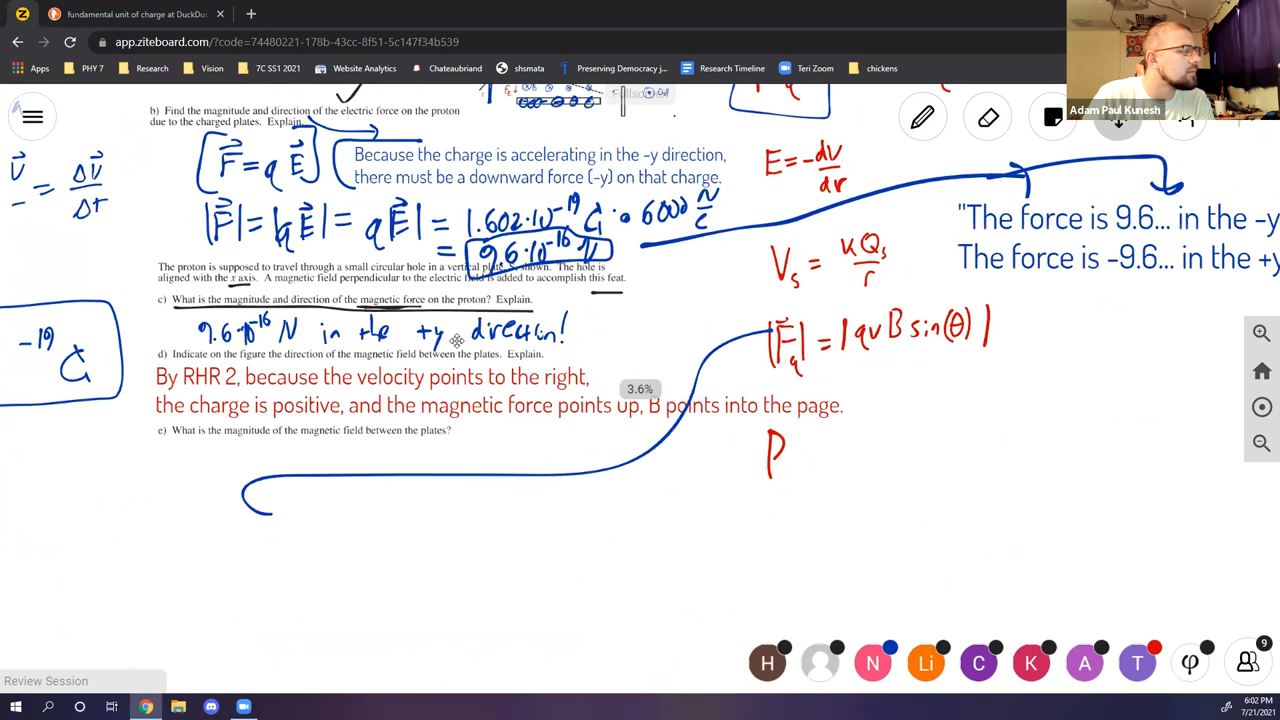 fundamental unit of charge at DuckDuc
app.ziteboard.com/?code=74480221-178b-43cc-8f51-5c147f34b539
Apps PHY 7 Research Vision 7C SS1 2021 Website Analytics Chateaubriand shsmata Preserving Democracy j... Research Timeline Teri Zoom chickens
Adam Paul Kunesh
b) Find the magnitude and direction of the electric force on the proton
due to the charged plates. Explain.
F = qE
Because the charge is accelerating in the -y direction,
there must be a downward force (-y) on that charge.
E = -dV/dr
ΔV/Δt
|F| = |qE| = q|E| = 1.602·10^-19 C · 6000 N/C
= 9.6·10^-16 N
"The force is 9.6... in the -y
The force is -9.6... in the +y
V_s = kQ_s/r
The proton is supposed to travel through a small circular hole in a vertical plate shown. The hole is
aligned with the x axis. A magnetic field perpendicular to the electric field is added to accomplish this feat.
c) What is the magnitude and direction of the magnetic force on the proton? Explain.
9.6·10^-16 N in the +y direction!
|F_q| = |qvB sin(θ)|
-19 C
d) Indicate on the figure the direction of the magnetic field between the plates. Explain.
By RHR 2, because the velocity points to the right,
the charge is positive, and the magnetic force points up, B points into the page.
3.6%
e) What is the magnitude of the magnetic field between the plates?
P
H N Li C K A T φ 9
Review Session
6:02 PM
7/21/2021